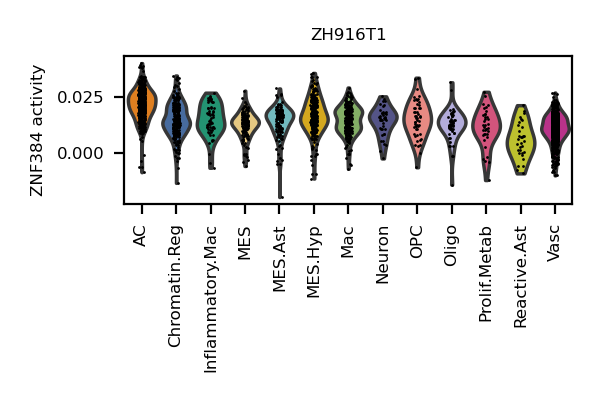 ZH916T1
ZNF384 activity
0.025
0.000
AC
Chromatin.Reg
Inflammatory.Mac
MES
MES.Ast
MES.Hyp
Mac
Neuron
OPC
Oligo
Prolif.Metab
Reactive.Ast
Vasc